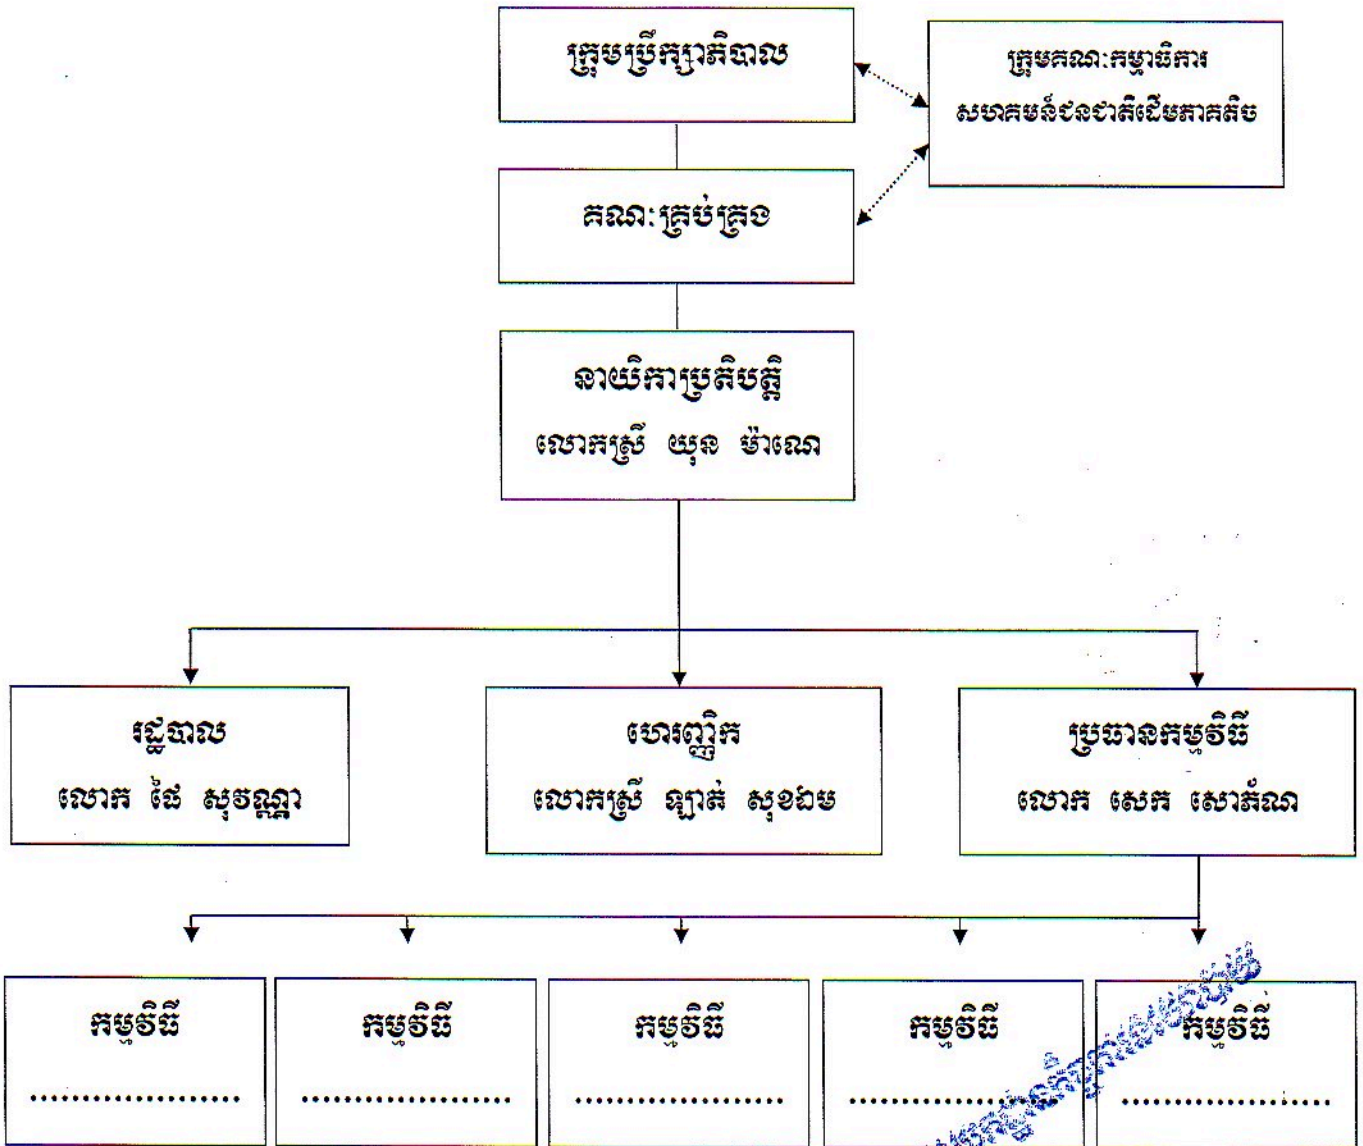 ក្រុមប្រឹក្សាភិបាល
ក្រុមគណៈកម្មាធិការ
សហគមន៍ជនជាតិដើមភាគតិច
គណៈគ្រប់គ្រង
នាយិកាប្រតិបត្តិ
លោកស្រី យុន ម៉ាណេ
រដ្ឋបាល
លោក ផៃ សុវណ្ណា
ហេរញ្ញិក
លោកស្រី ឡាត់ សុខឯម
ប្រធានកម្មវិធី
លោក សេក សោភ័ណ
កម្មវិធី
....................
កម្មវិធី
....................
កម្មវិធី
....................
កម្មវិធី
....................
កម្មវិធី
....................